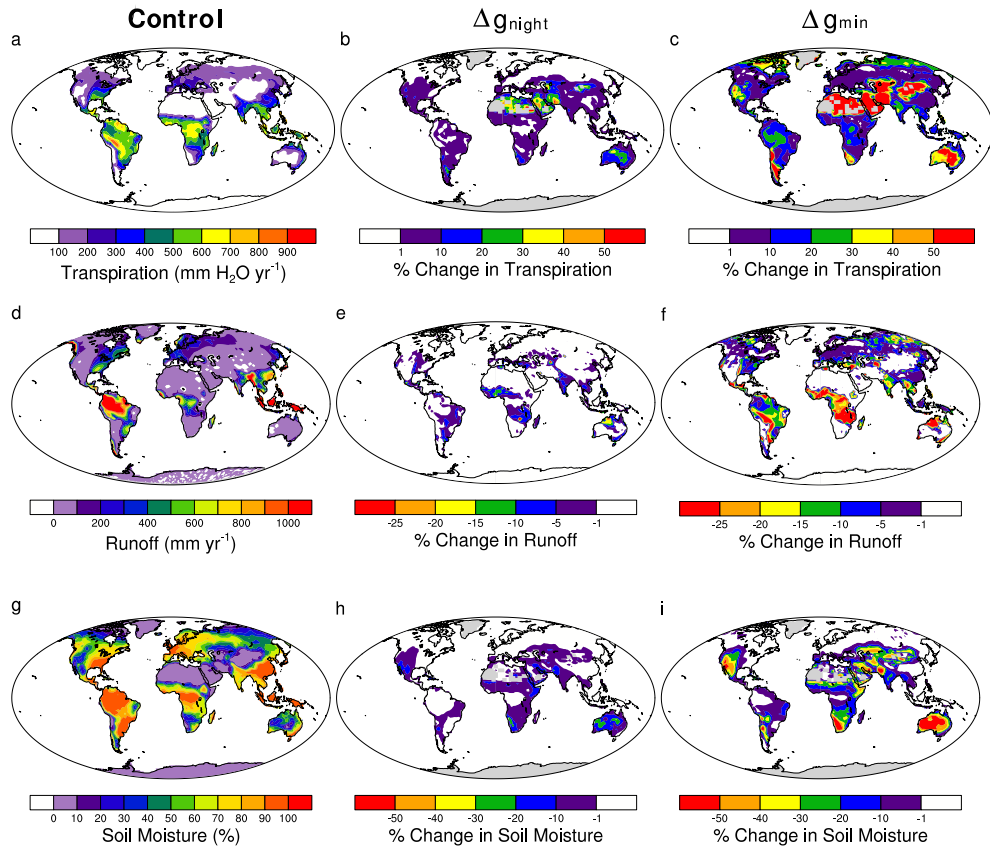 Control
Δgnight
Δgmin
a
b
c
100 200 300 400 500 600 700 800 900
Transpiration (mm H₂O yr⁻¹)
1 10 20 30 40 50
% Change in Transpiration
1 10 20 30 40 50
% Change in Transpiration
d
e
f
0 200 400 600 800 1000
Runoff (mm yr⁻¹)
-25 -20 -15 -10 -5 -1
% Change in Runoff
-25 -20 -15 -10 -5 -1
% Change in Runoff
g
h
i
0 10 20 30 40 50 60 70 80 90 100
Soil Moisture (%)
-50 -40 -30 -20 -10 -1
% Change in Soil Moisture
-50 -40 -30 -20 -10 -1
% Change in Soil Moisture